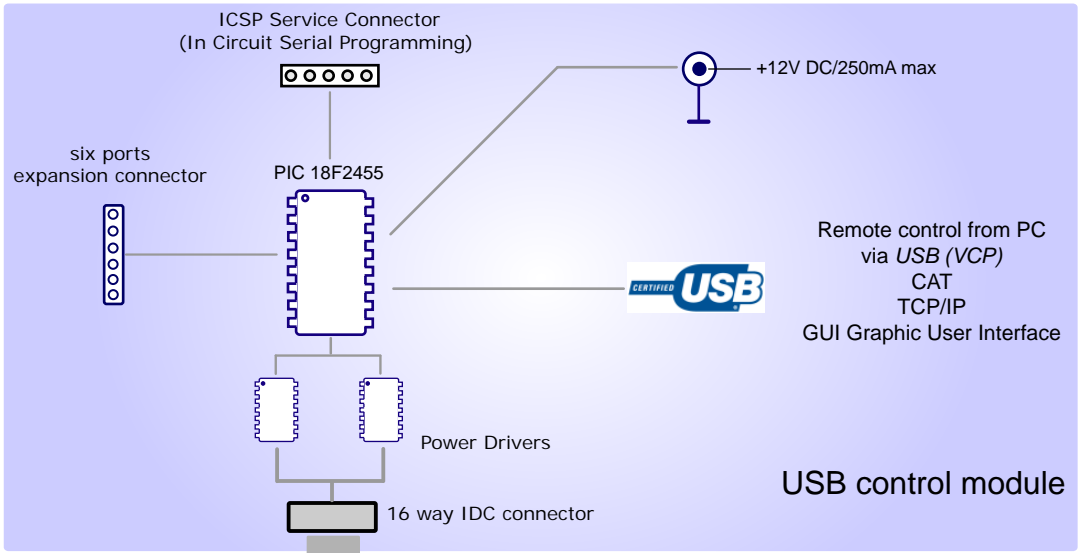 ICSP Service Connector
(In Circuit Serial Programming)
+12V DC/250mA max
six ports
expansion connector
PIC 18F2455
Remote control from PC
via USB (VCP)
CAT
TCP/IP
GUI Graphic User Interface
CERTIFIED USB
Power Drivers
USB control module
16 way IDC connector